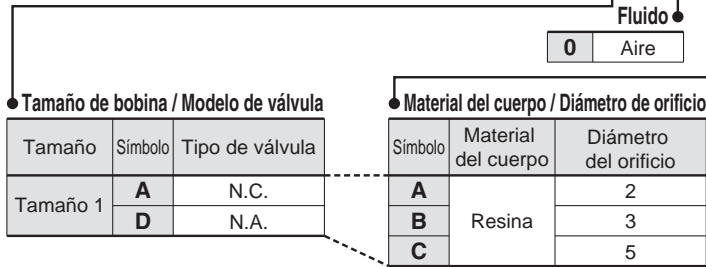 Fluido
0 Aire
Tamaño de bobina / Modelo de válvula
Tamaño Símbolo Tipo de válvula
Tamaño 1 A N.C.
D N.A.
Material del cuerpo / Diámetro de orificio
Símbolo Material del cuerpo Diámetro del orificio
A Resina 2
B 3
C 5